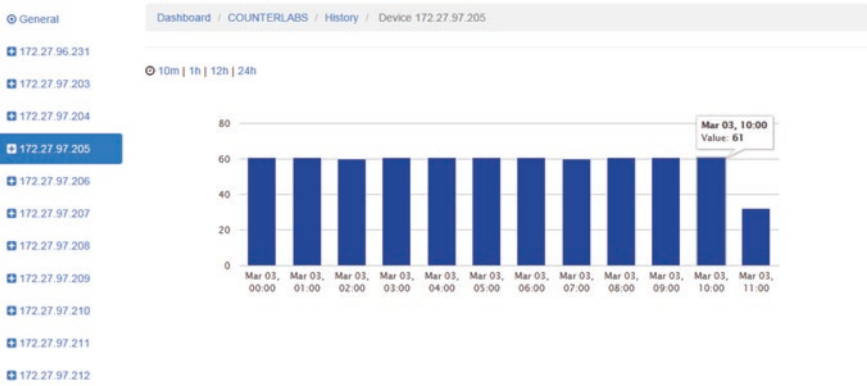 General
172.27.96.231
172.27.97.203
172.27.97.204
172.27.97.205
172.27.97.206
172.27.97.207
172.27.97.208
172.27.97.209
172.27.97.210
172.27.97.211
172.27.97.212
Dashboard / COUNTERLABS / History / Device 172.27.97.205
10m | 1h | 12h | 24h
80
60
40
20
0
Mar 03, 10:00
Value: 61
Mar 03, Mar 03, Mar 03, Mar 03, Mar 03, Mar 03, Mar 03, Mar 03, Mar 03, Mar 03, Mar 03, Mar 03,
00:00 01:00 02:00 03:00 04:00 05:00 06:00 07:00 08:00 09:00 10:00 11:00